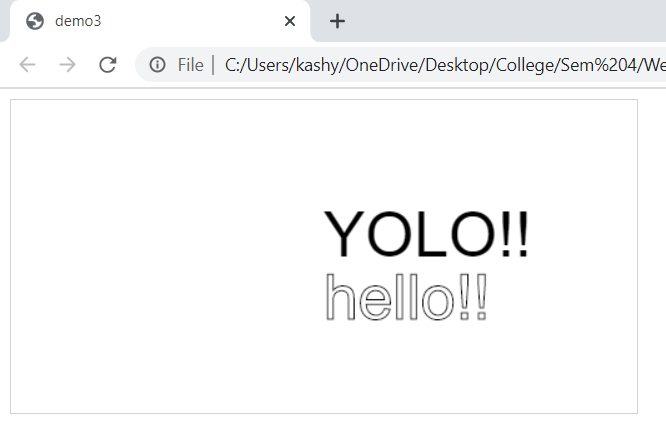 demo3
File | C:/Users/kashy/OneDrive/Desktop/College/Sem%204/We
YOLO!!
hello!!